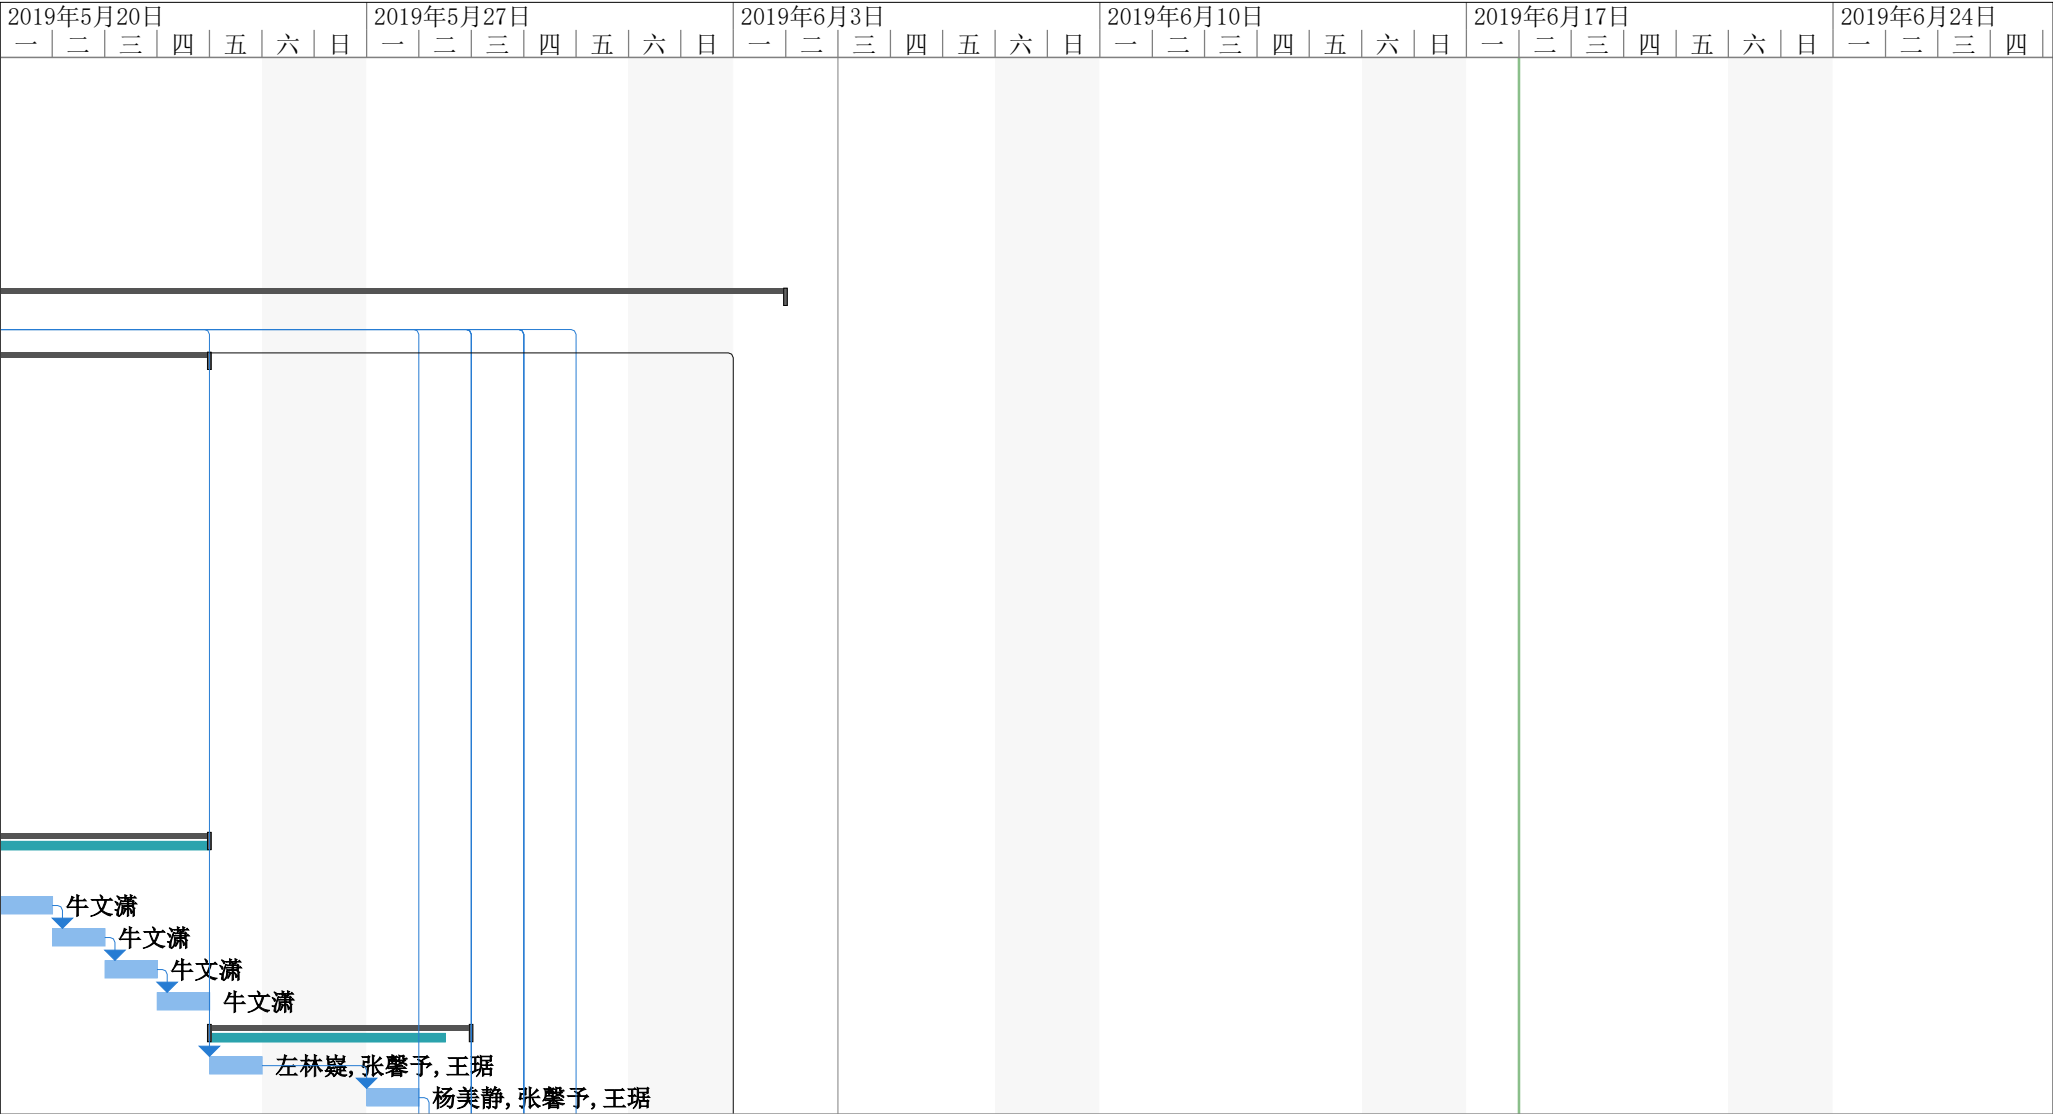 2019年5月20日 2019年5月27日 2019年6月3日 2019年6月10日 2019年6月17日 2019年6月24日
一 二 三 四 五 六 日 一 二 三 四 五 六 日 一 二 三 四 五 六 日 一 二 三 四 五 六 日 一 二 三 四 五 六 日 一 二 三 四
牛文潇
牛文潇
牛文潇
牛文潇
左林嶷, 张馨予, 王琚
杨美静, 张馨予, 王琚